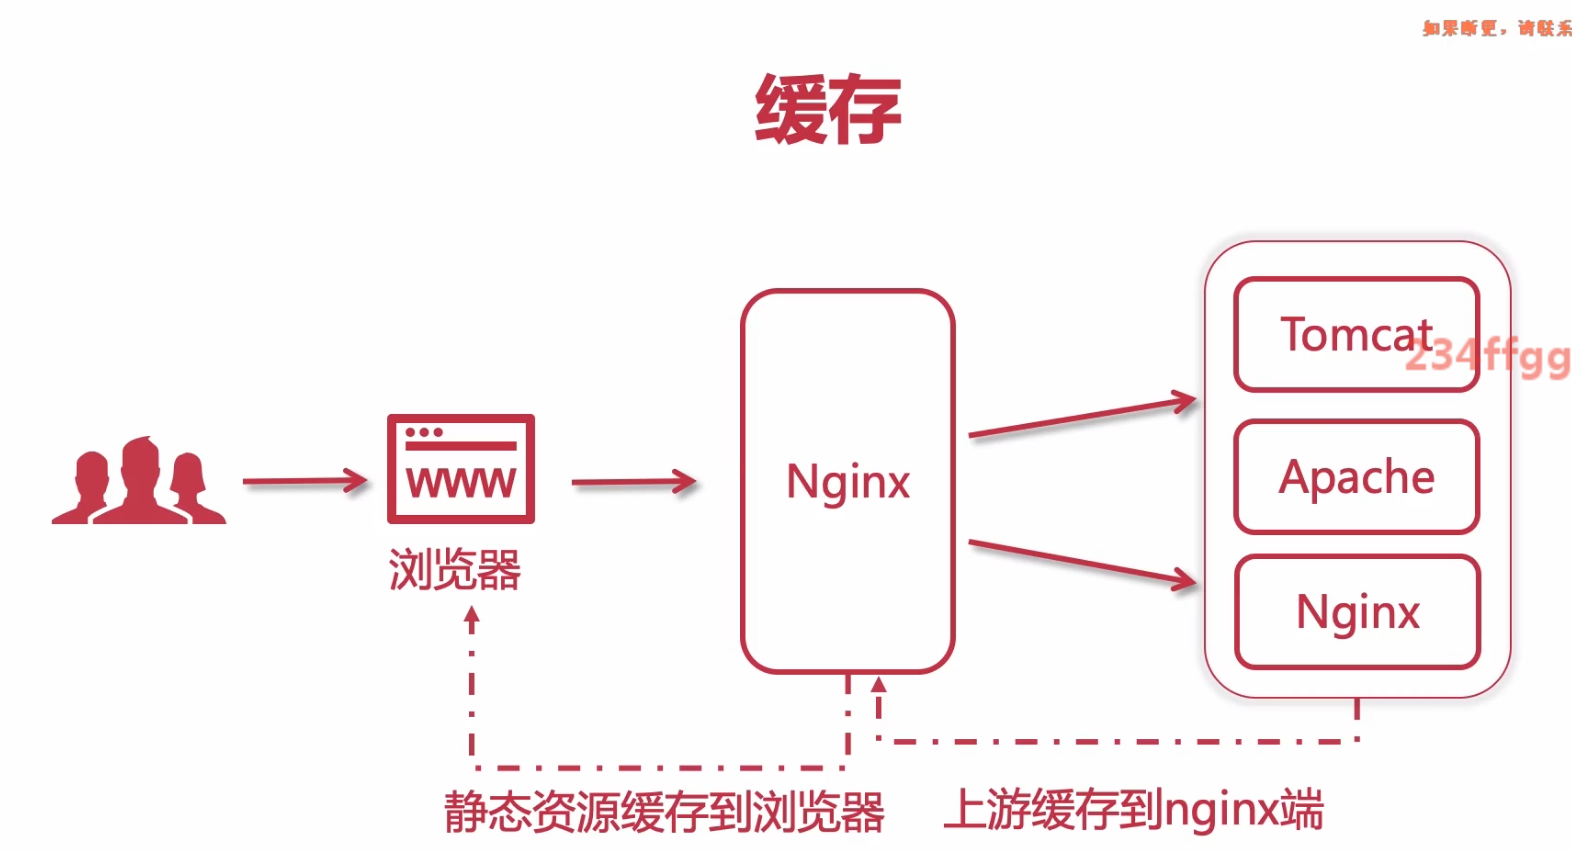 如果断更，请联系
缓存
Tomcat
234ffgg
Apache
Nginx
Nginx
WWW
浏览器
静态资源缓存到浏览器
上游缓存到nginx端